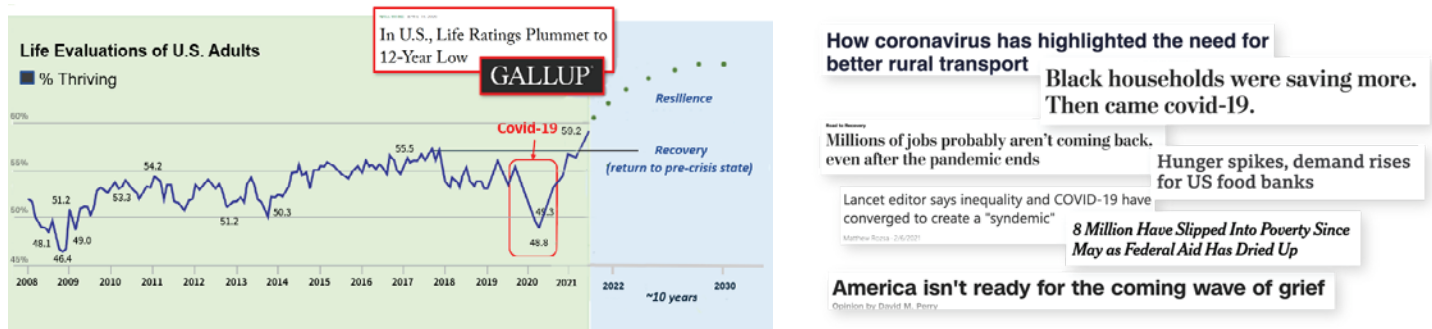 In U.S., Life Ratings Plummet to
12-Year Low
GALLUP
Life Evaluations of U.S. Adults
% Thriving
60%
55%
50%
45%
48.1
51.2
46.4
49.0
53.3
54.2
51.2
50.3
55.5
Covid-19
49.3
48.8
59.2
Resilience
Recovery
(return to pre-crisis state)
2008
2009
2010
2011
2012
2013
2014
2015
2016
2017
2018
2019
2020
2021
2022
2030
~10 years
How coronavirus has highlighted the need for
better rural transport
Black households were saving more.
Then came covid-19.
Road to Recovery
Millions of jobs probably aren't coming back,
even after the pandemic ends
Hunger spikes, demand rises
for US food banks
Lancet editor says inequality and COVID-19 have
converged to create a "syndemic"
Matthew Rozsa - 2/6/2021
8 Million Have Slipped Into Poverty Since
May as Federal Aid Has Dried Up
America isn't ready for the coming wave of grief
Opinion by David M. Perry